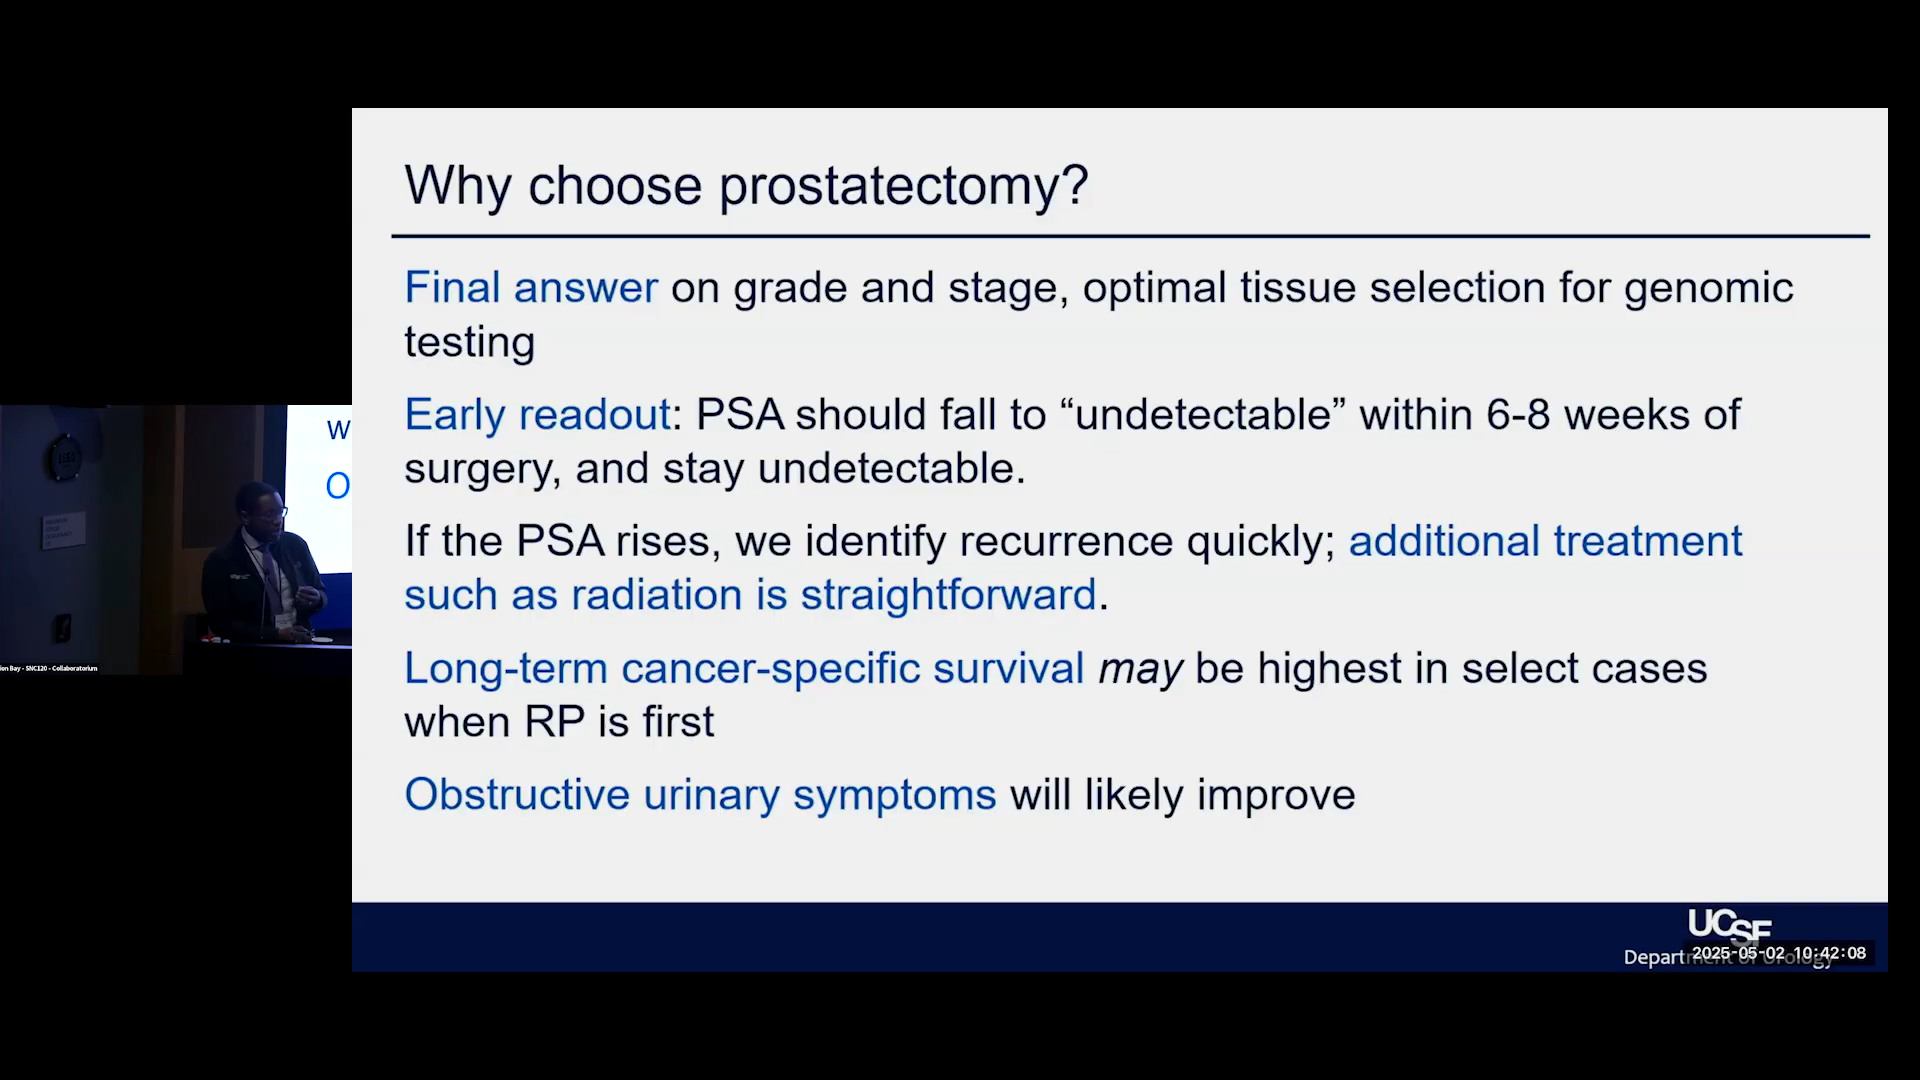 Why choose prostatectomy?
Final answer on grade and stage, optimal tissue selection for genomic
testing
Early readout: PSA should fall to “undetectable” within 6-8 weeks of
surgery, and stay undetectable.
If the PSA rises, we identify recurrence quickly; additional treatment
such as radiation is straightforward.
Long-term cancer-specific survival may be highest in select cases
when RP is first
Obstructive urinary symptoms will likely improve
w
O
ion Bay - SNC120 - Collaboratorium
UCSF
Department of Urology
2025-05-02 10:42:08